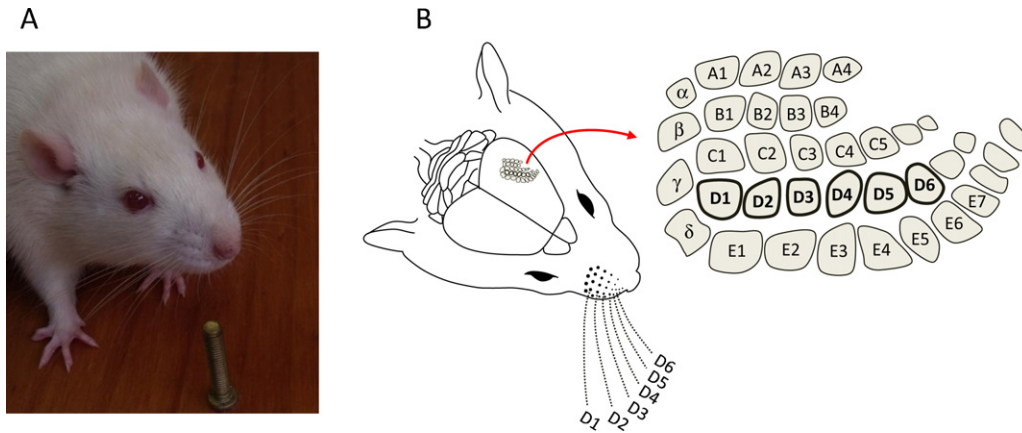 A
B
A1 A2 A3 A4
α
B1 B2 B3 B4
β
C1 C2 C3 C4 C5
γ
D1 D2 D3 D4 D5 D6
δ
E1 E2 E3 E4 E5 E6 E7
D6
D5
D4
D3
D2
D1